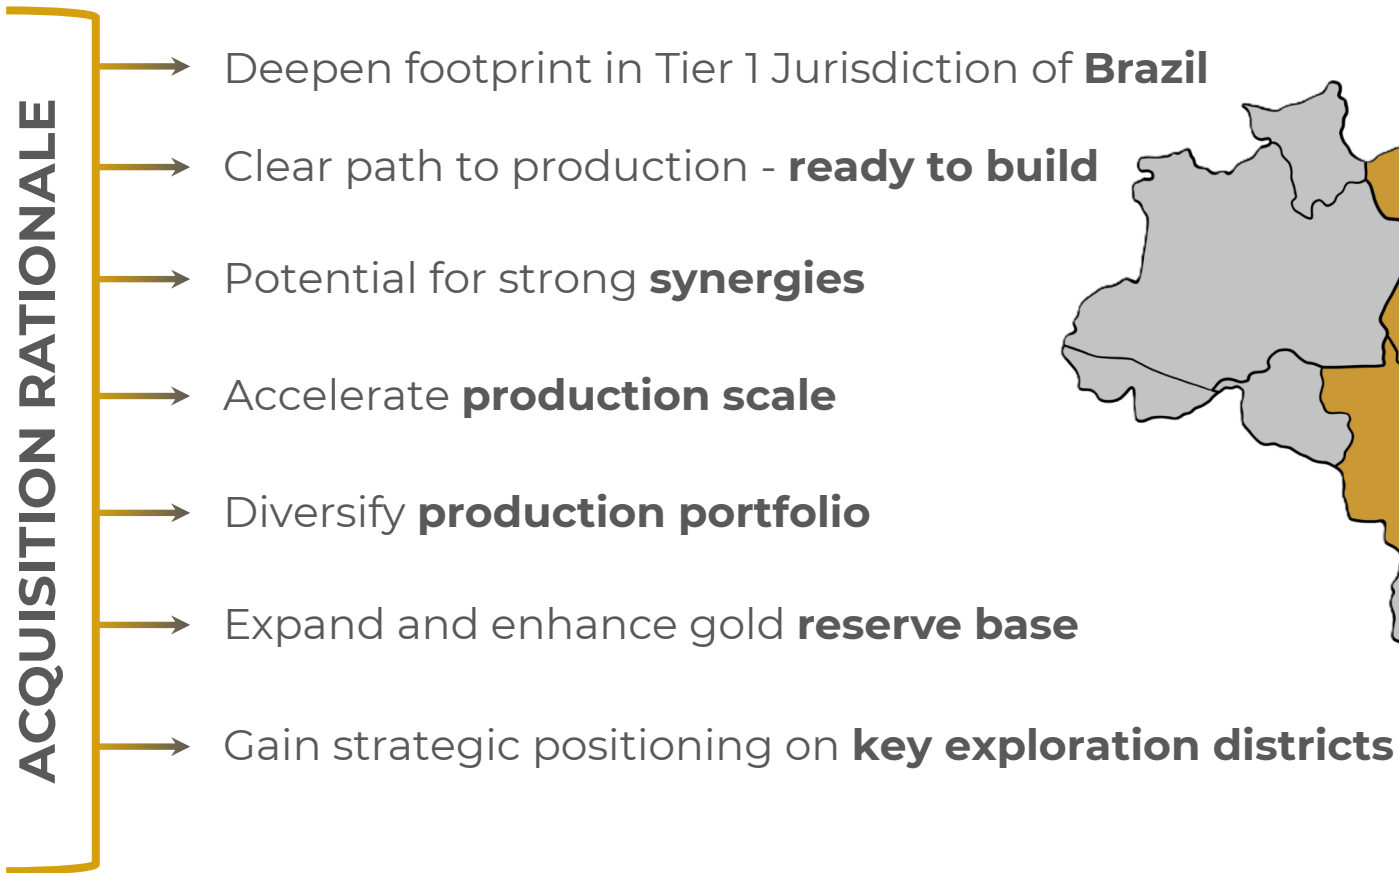 ACQUISITION RATIONALE
Deepen footprint in Tier 1 Jurisdiction of Brazil
Clear path to production - ready to build
Potential for strong synergies
Accelerate production scale
Diversify production portfolio
Expand and enhance gold reserve base
Gain strategic positioning on key exploration districts